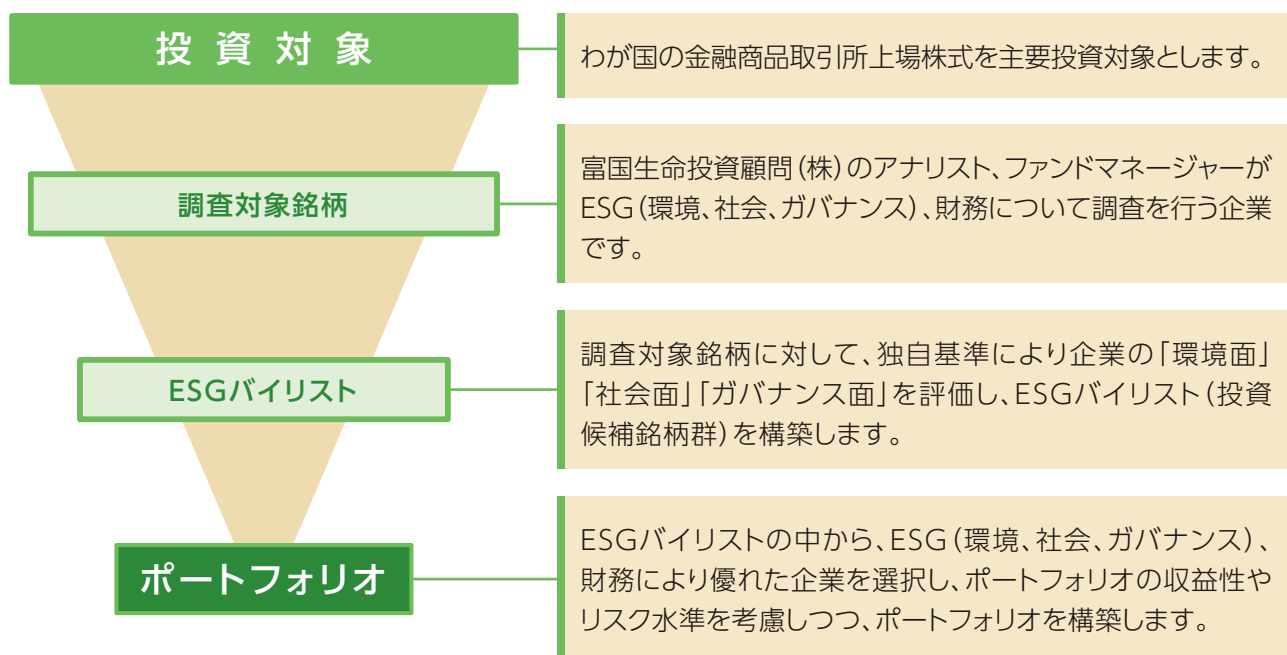 投資対象
わが国の金融商品取引所上場株式を主要投資対象とします。
調査対象銘柄
富国生命投資顧問(株)のアナリスト、ファンドマネージャーが
ESG(環境、社会、ガバナンス)、財務について調査を行う企業
です。
ESGバイリスト
調査対象銘柄に対して、独自基準により企業の「環境面」
「社会面」「ガバナンス面」を評価し、ESGバイリスト(投資
候補銘柄群)を構築します。
ポートフォリオ
ESGバイリストの中から、ESG(環境、社会、ガバナンス)、
財務により優れた企業を選択し、ポートフォリオの収益性や
リスク水準を考慮しつつ、ポートフォリオを構築します。